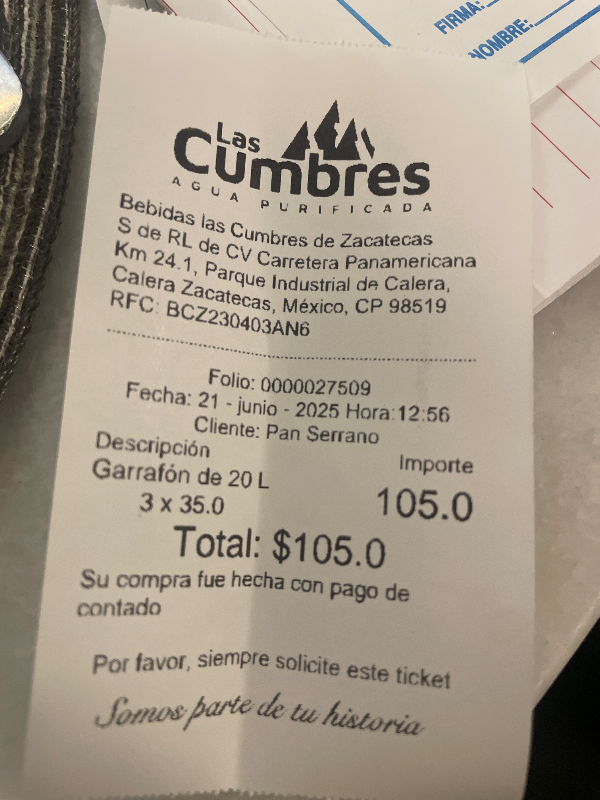 FIRMA:
NOMBRE:
Las
Cumbres
AGUA PURIFICADA
Bebidas las Cumbres de Zacatecas
S de RL de CV Carretera Panamericana
Km 24.1, Parque Industrial de Calera,
Calera Zacatecas, México, CP 98519
RFC: BCZ230403AN6
Folio: 0000027509
Fecha: 21 - junio - 2025 Hora:12:56
Cliente: Pan Serrano
Descripción Importe
Garrafón de 20 L
3 x 35.0 105.0
Total: $105.0
Su compra fue hecha con pago de
contado
Por favor, siempre solicite este ticket
Somos parte de tu historia